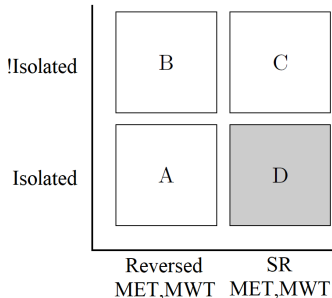 !Isolated
B
C
Isolated
A
D
Reversed
MET,MWT
SR
MET,MWT